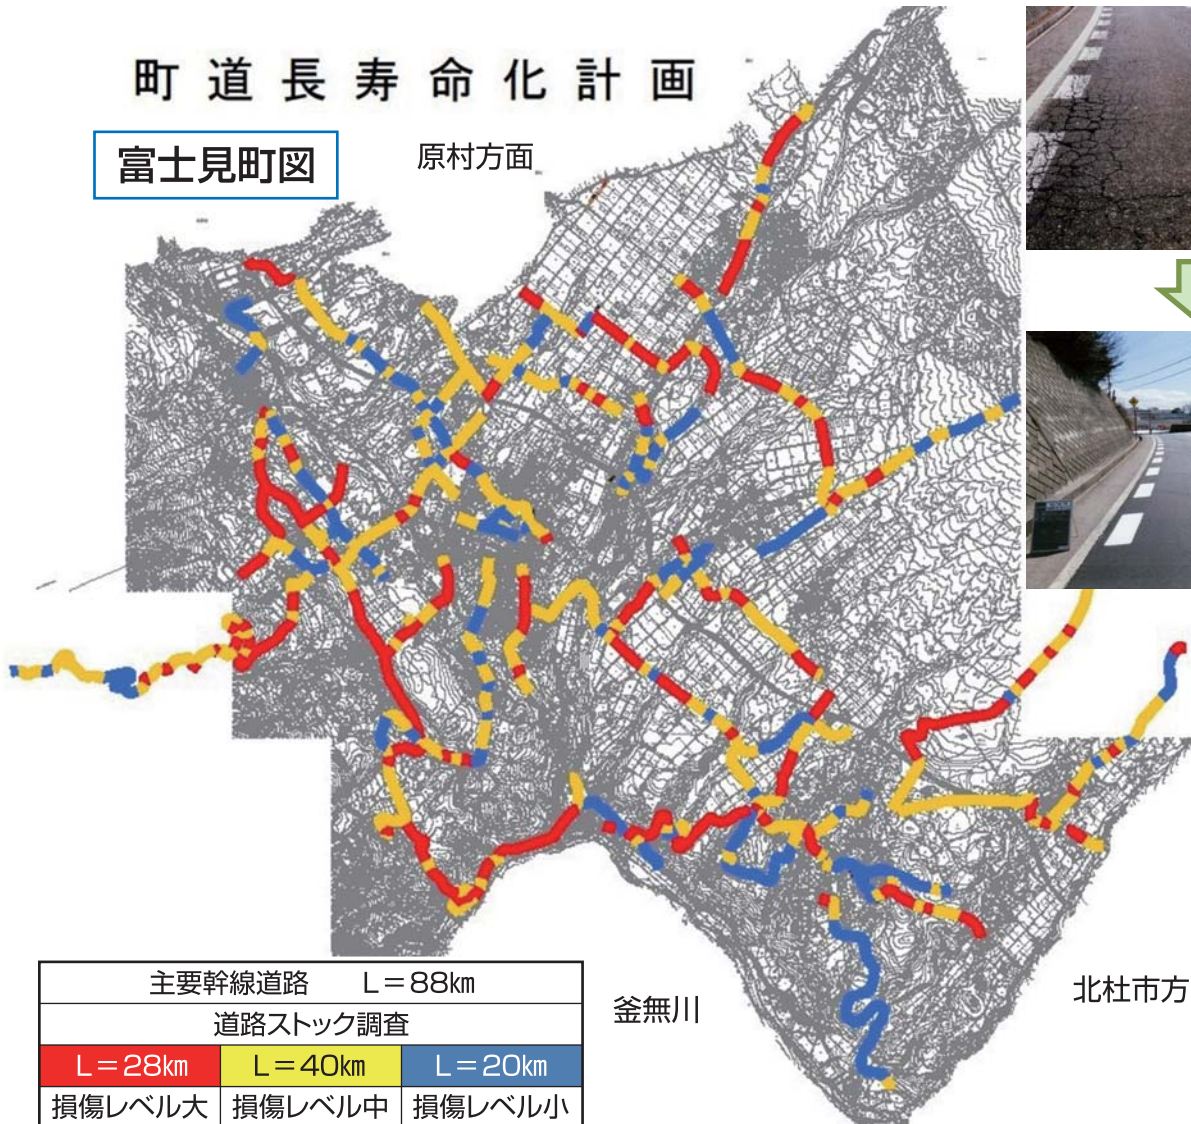 町道長寿命化計画
富士見町図
原村方面
釜無川
北杜市方
主要幹線道路 L=88㎞
道路ストック調査
L=28㎞ L=40㎞ L=20㎞
損傷レベル大 損傷レベル中 損傷レベル小